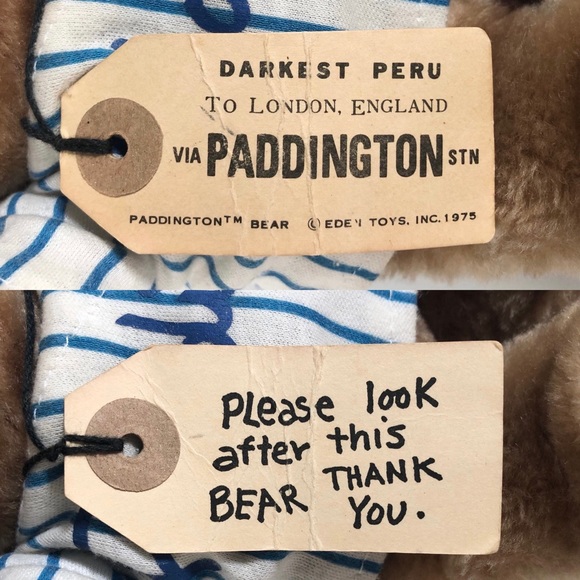 DARKEST PERU
TO LONDON, ENGLAND
VIA PADDINGTON STN
PADDINGTON™ BEAR ©EDEN TOYS, INC. 1975
PLease look
after this
BEAR THANK
YOU.